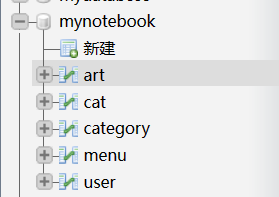 mynotebook
新建
art
cat
category
menu
user